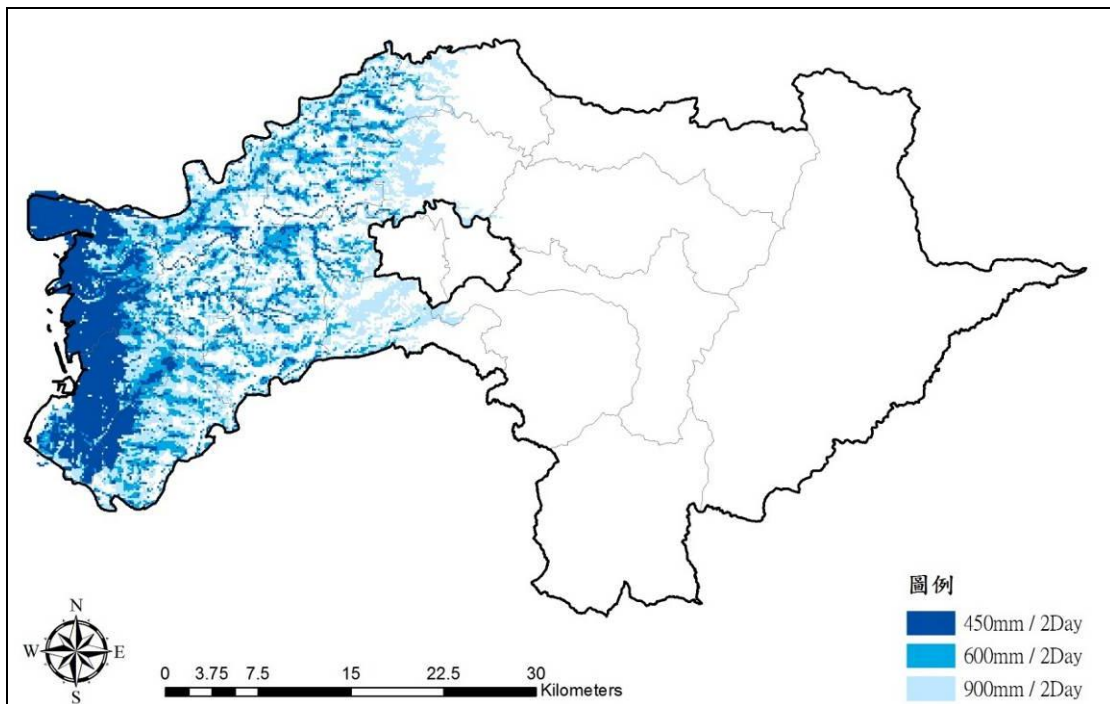 圖例
450mm / 2Day
600mm / 2Day
900mm / 2Day
N
W E
S
0 3.75 7.5 15 22.5 30
Kilometers